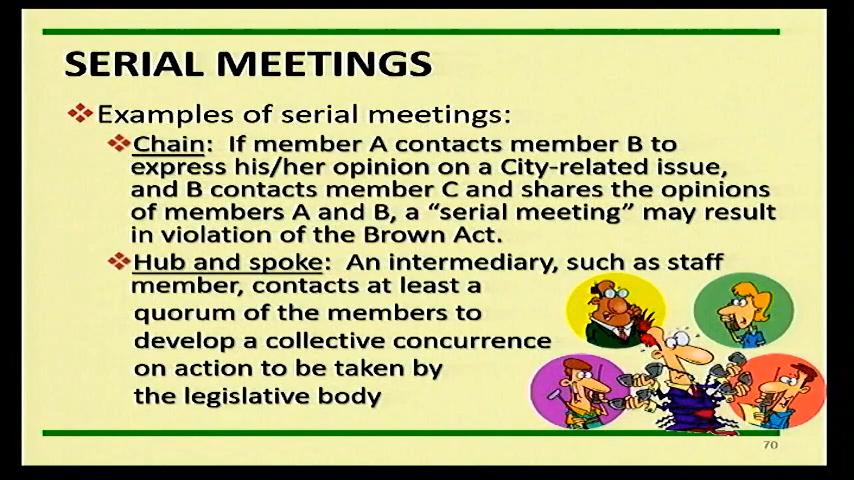 SERIAL MEETINGS
Examples of serial meetings:
Chain: If member A contacts member B to
express his/her opinion on a City-related issue,
and B contacts member C and shares the opinions
of members A and B, a “serial meeting” may result
in violation of the Brown Act.
Hub and spoke: An intermediary, such as staff
member, contacts at least a
quorum of the members to
develop a collective concurrence
on action to be taken by
the legislative body
70